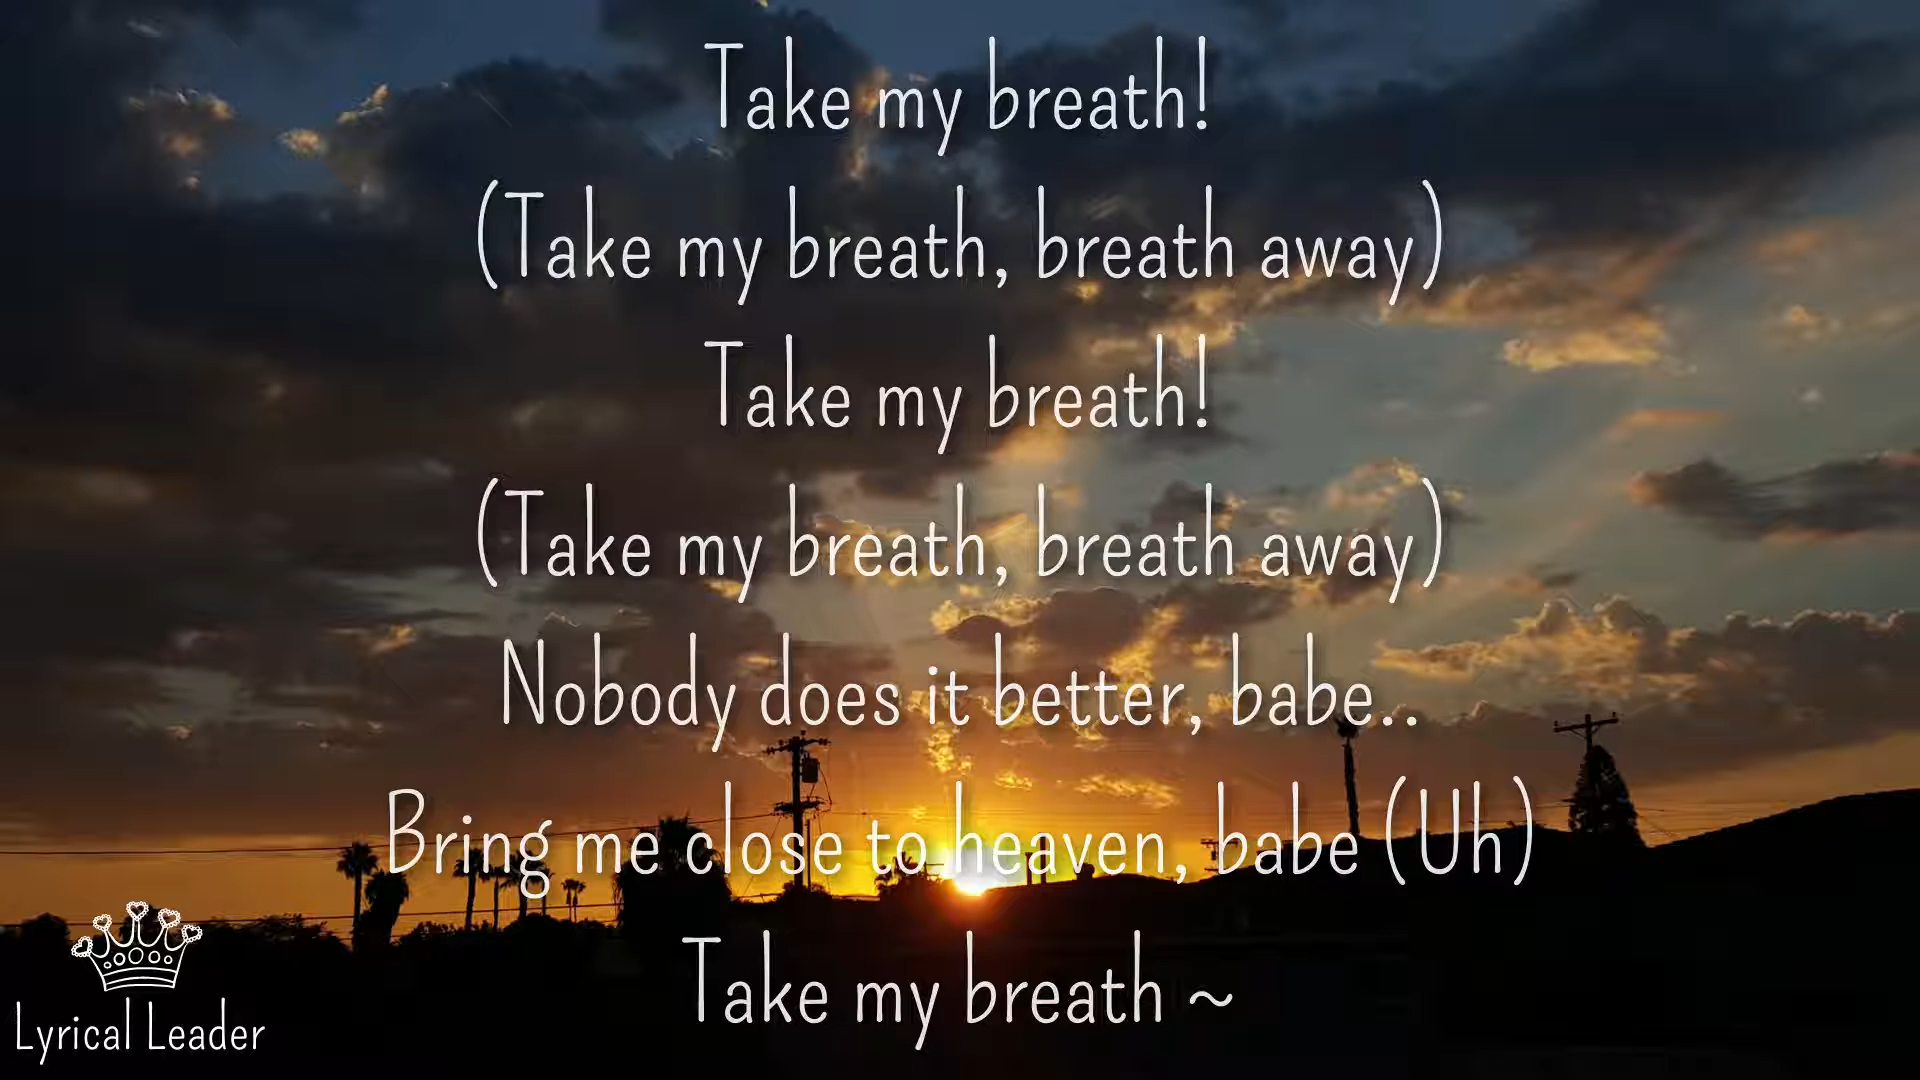 Take my breath!
(Take my breath, breath away)
Take my breath!
(Take my breath, breath away)
Nobody does it better, babe..
Bring me close to heaven, babe (Uh)
Take my breath ~
Lyrical Leader